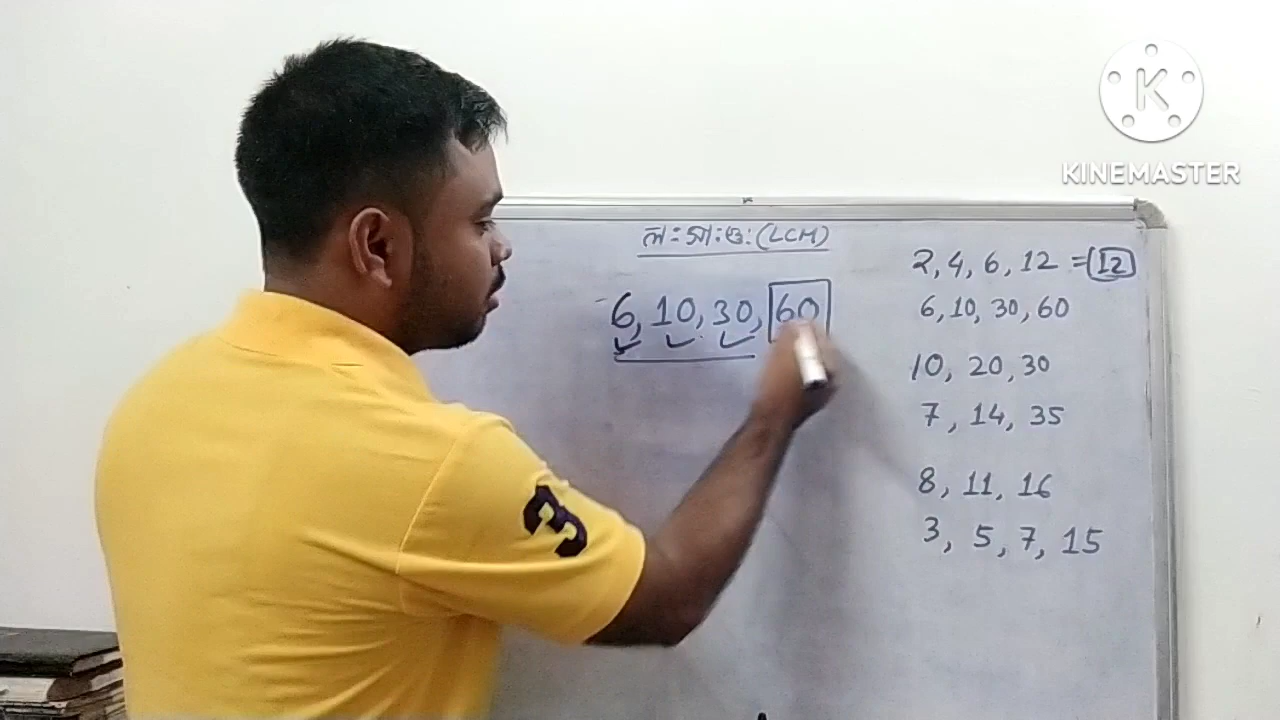 ল:সা:গু: (LCM)
6, 10, 30, 60
2, 4, 6, 12 = 12
6, 10, 30, 60
10, 20, 30
7, 14, 35
8, 11, 16
3, 5, 7, 15
3
K
KINEMASTER